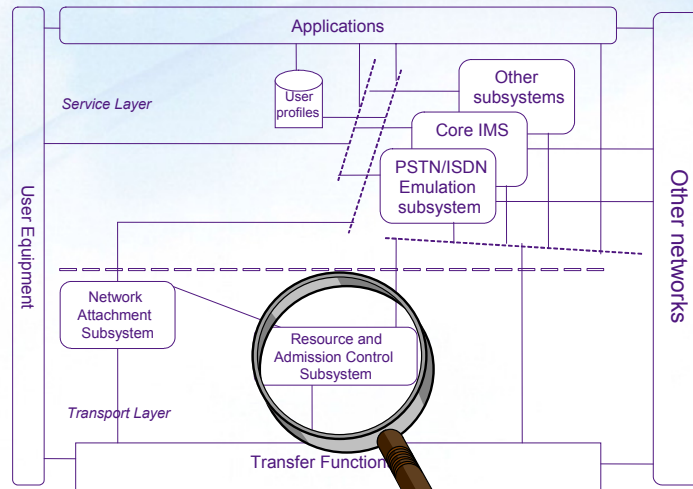 Applications
Other
subsystems
User
profiles
Service Layer
Core IMS
PSTN/ISDN
Emulation
subsystem
User Equipment
Other networks
Network
Attachment
Subsystem
Resource and
Admission Control
Subsystem
Transport Layer
Transfer Function